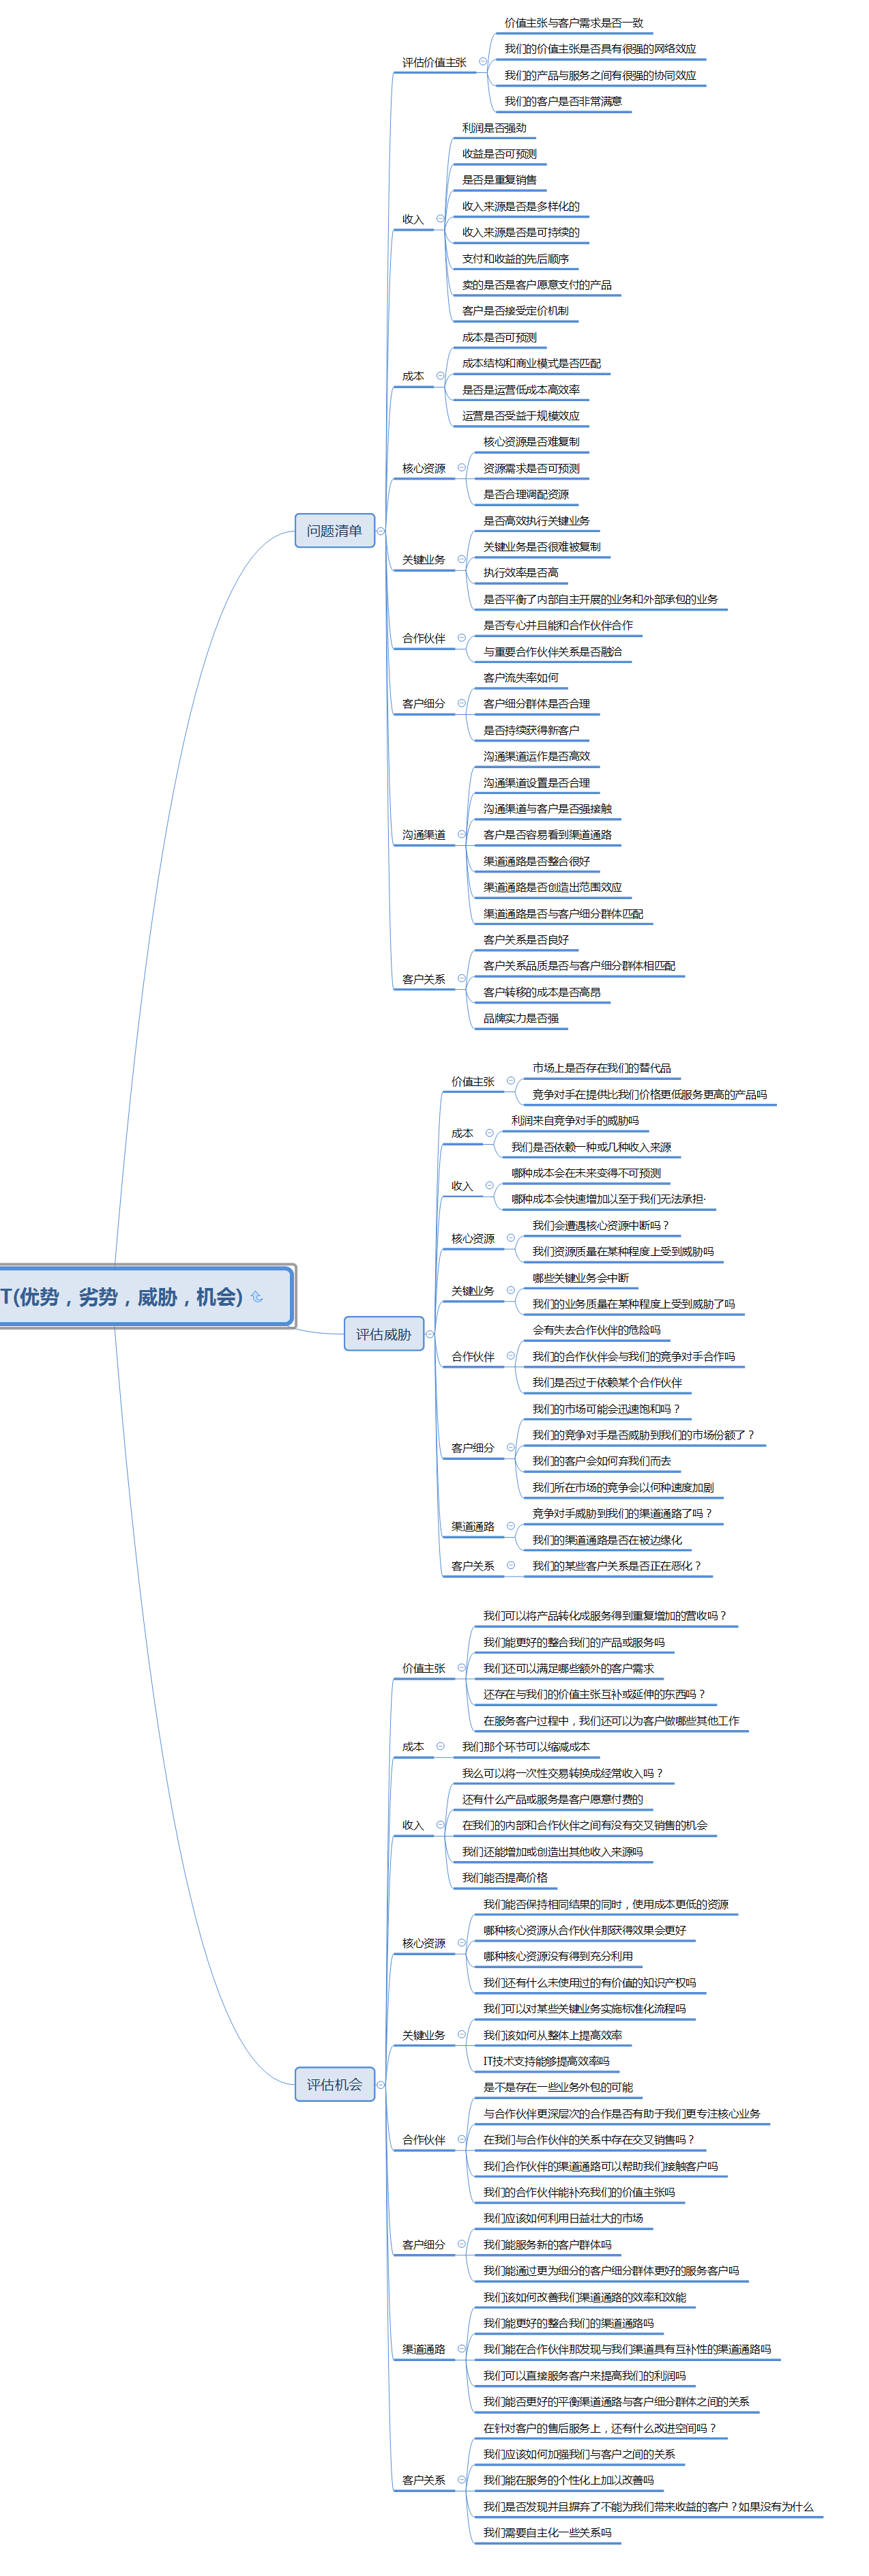 价值主张与客户需求是否一致
我们的价值主张是否具有很强的网络效应
评估价值主张
我们的产品与服务之间有很强的协同效应
我们的客户是否非常满意
利润是否强劲
收益是否可预测
是否是重复销售
收入来源是否是多样化的
收入
收入来源是否是可持续的
支付和收益的先后顺序
卖的是否是客户愿意支付的产品
客户是否接受定价机制
成本是否可预测
成本结构和商业模式是否匹配
成本
是否是运营低成本高效率
运营是否受益于规模效应
核心资源是否难复制
核心资源
资源需求是否可预测
是否合理调配资源
问题清单
是否高效执行关键业务
关键业务是否很难被复制
关键业务
执行效率是否高
是否平衡了内部自主开展的业务和外部承包的业务
是否专心并且能和合作伙伴合作
合作伙伴
与重要合作伙伴关系是否融洽
客户流失率如何
客户细分
客户细分群体是否合理
是否持续获得新客户
沟通渠道运作是否高效
沟通渠道设置是否合理
沟通渠道与客户是否强接触
沟通渠道
客户是否容易看到渠道通路
渠道通路是否整合很好
渠道通路是否创造出范围效应
渠道通路是否与客户细分群体匹配
客户关系是否良好
客户关系品质是否与客户细分群体相匹配
客户关系
客户转移的成本是否高昂
品牌实力是否强
市场上是否存在我们的替代品
价值主张
竞争对手在提供比我们价格更低服务更高的产品吗
利润来自竞争对手的威胁吗
成本
我们是否依赖一种或几种收入来源
哪种成本会在未来变得不可预测
收入
哪种成本会快速增加以至于我们无法承担·
我们会遭遇核心资源中断吗？
核心资源
我们资源质量在某种程度上受到威胁吗
哪些关键业务会中断
关键业务
我们的业务质量在某种程度上受到威胁了吗
T(优势，劣势，威胁，机会)
评估威胁
会有失去合作伙伴的危险吗
合作伙伴
我们的合作伙伴会与我们的竞争对手合作吗
我们是否过于依赖某个合作伙伴
我们的市场可能会迅速饱和吗？
我们的竞争对手是否威胁到我们的市场份额了？
客户细分
我们的客户会如何弃我们而去
我们所在市场的竞争会以何种速度加剧
竞争对手威胁到我们的渠道通路了吗？
渠道通路
我们的渠道通路是否在被边缘化
客户关系
我们的某些客户关系是否正在恶化？
我们可以将产品转化成服务得到重复增加的营收吗？
我们能更好的整合我们的产品或服务吗
价值主张
我们还可以满足哪些额外的客户需求
还存在与我们的价值主张互补或延伸的东西吗？
在服务客户过程中，我们还可以为客户做哪些其他工作
成本
我们那个环节可以缩减成本
我么可以将一次性交易转换成经常收入吗？
还有什么产品或服务是客户愿意付费的
收入
在我们的内部和合作伙伴之间有没有交叉销售的机会
我们还能增加或创造出其他收入来源吗
我们能否提高价格
我们能否保持相同结果的同时，使用成本更低的资源
哪种核心资源从合作伙伴那获得效果会更好
核心资源
哪种核心资源没有得到充分利用
我们还有什么未使用过的有价值的知识产权吗
我们可以对某些关键业务实施标准化流程吗
关键业务
我们该如何从整体上提高效率
IT技术支持能够提高效率吗
评估机会
是不是存在一些业务外包的可能
与合作伙伴更深层次的合作是否有助于我们更专注核心业务
合作伙伴
在我们与合作伙伴的关系中存在交叉销售吗？
我们合作伙伴的渠道通路可以帮助我们接触客户吗
我们的合作伙伴能补充我们的价值主张吗
我们应该如何利用日益壮大的市场
客户细分
我们能服务新的客户群体吗
我们能通过更为细分的客户细分群体更好的服务客户吗
我们该如何改善我们渠道通路的效率和效能
我们能更好的整合我们的渠道通路吗
渠道通路
我们能在合作伙伴那发现与我们渠道具有互补性的渠道通路吗
我们可以直接服务客户来提高我们的利润吗
我们能否更好的平衡渠道通路与客户细分群体之间的关系
在针对客户的售后服务上，还有什么改进空间吗？
我们应该如何加强我们与客户之间的关系
客户关系
我们能在服务的个性化上加以改善吗
我们是否发现并且摒弃了不能为我们带来收益的客户？如果没有为什么
我们需要自主化一些关系吗